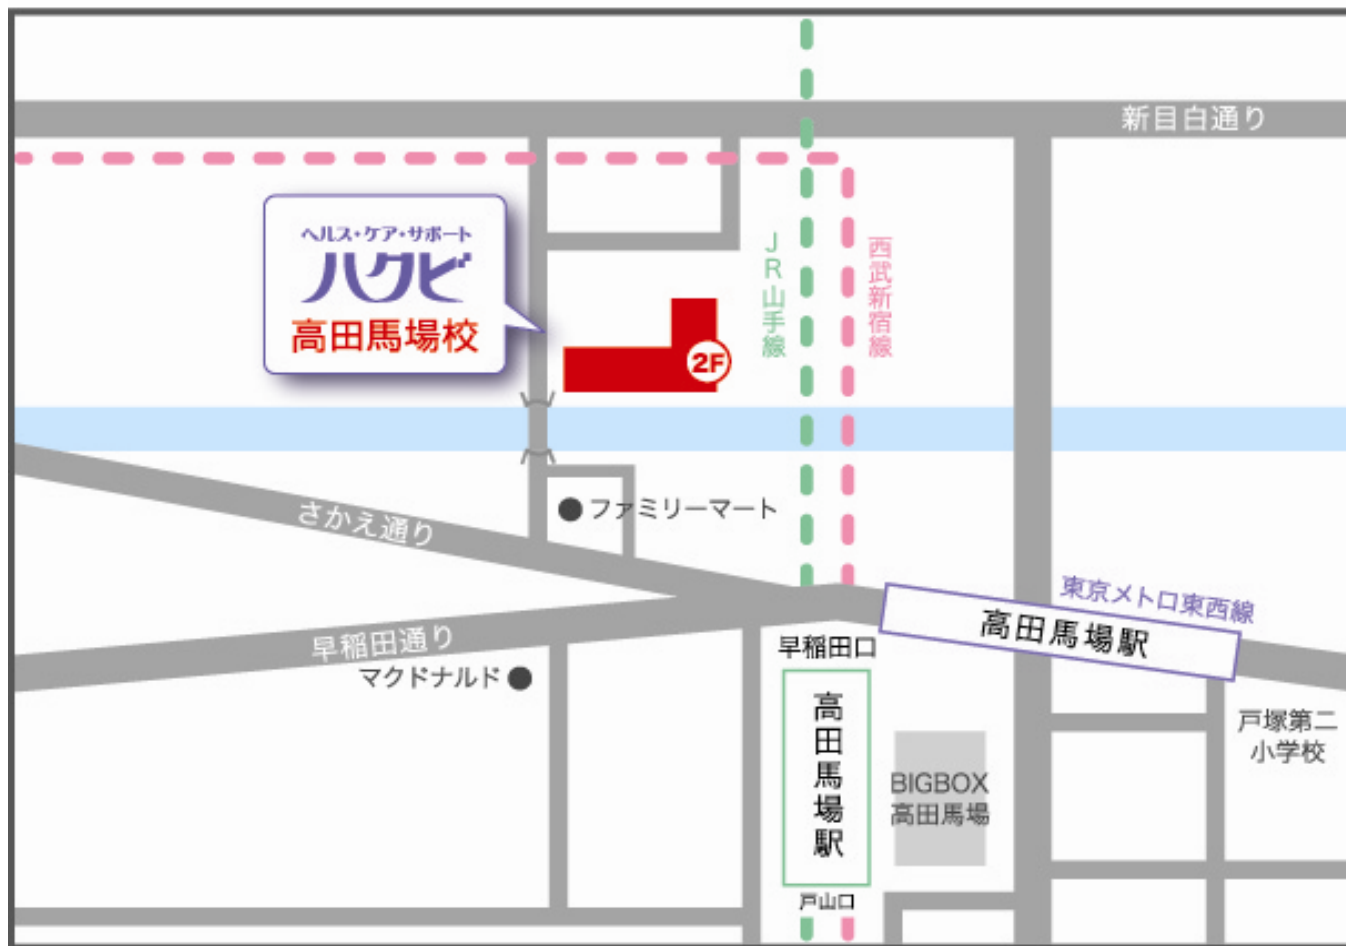 新目白通り
ヘルス・ケア・サポート
ハクビ
高田馬場校
JR山手線
西武新宿線
2F
さかえ通り
ファミリーマート
東京メトロ東西線
高田馬場駅
早稲田通り
早稲田口
マクドナルド
高田馬場駅
戸塚第二
小学校
BIGBOX
高田馬場
戸山口